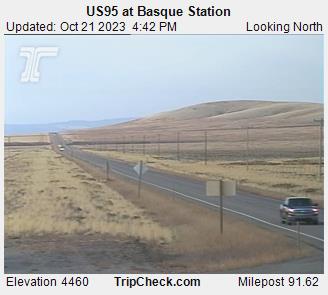 US95 at Basque Station
Updated: Oct 21 2023 4:42 PM Looking North
Elevation 4460 TripCheck.com Milepost 91.62